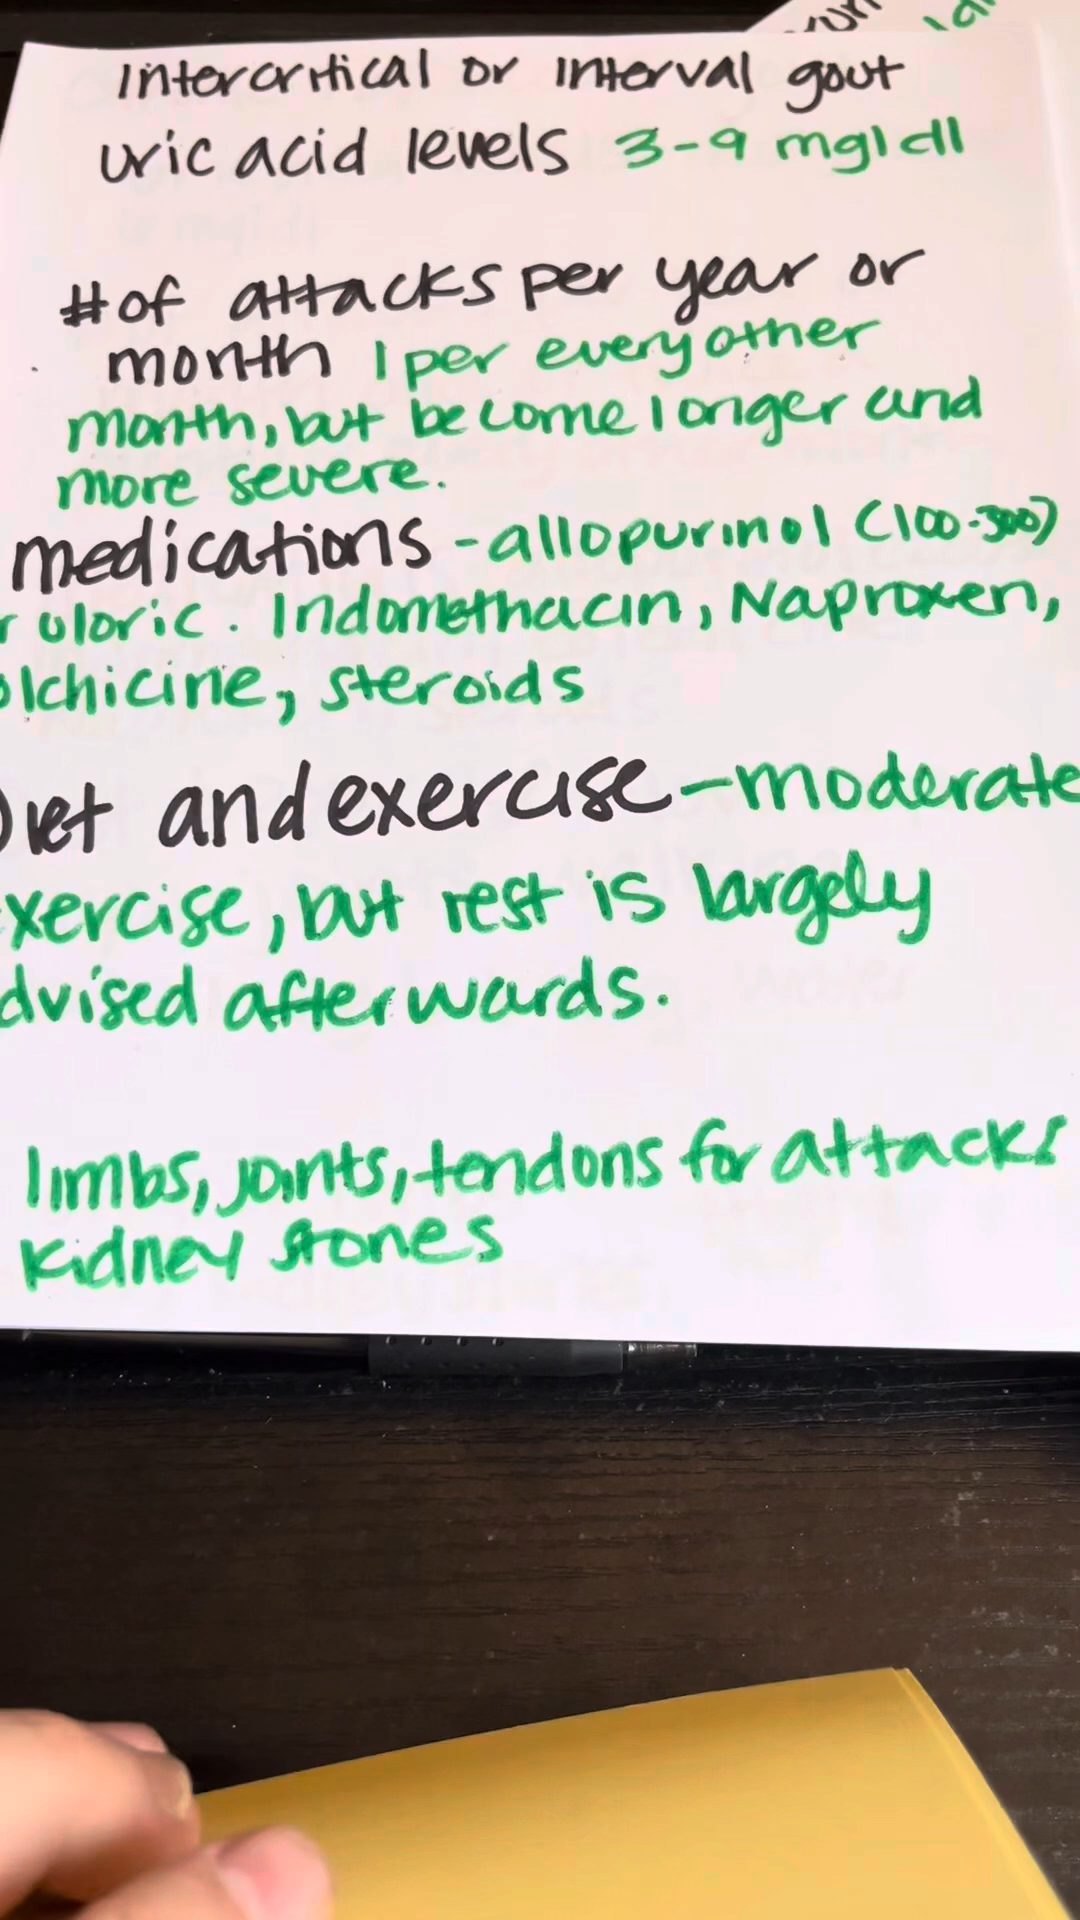 Intercritical or Interval gout
uric acid levels 3-9 mg/dl
# of attacks per year or
month 1 per every other
month, but become longer and
more severe.
medications - allopurinol (100-300)
r uloric. Indomethacin, Naproxen,
olchicine, steroids
Diet and exercise - moderate
exercise, but rest is largely
dvised afterwards.
limbs, joints, tendons for attacks
kidney stones